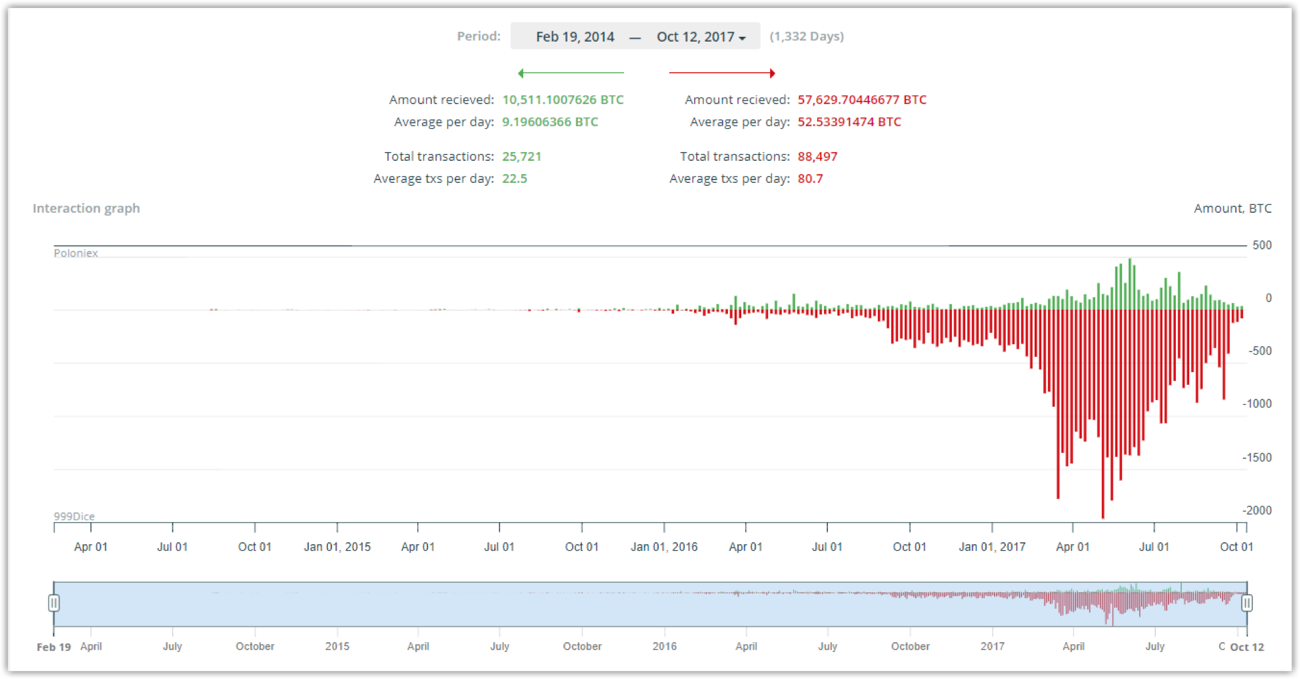 Period: Feb 19, 2014 — Oct 12, 2017 (1,332 Days)
Amount recieved: 10,511.1007626 BTC Amount recieved: 57,629.70446677 BTC
Average per day: 9.19606366 BTC Average per day: 52.53391474 BTC
Total transactions: 25,721 Total transactions: 88,497
Average txs per day: 22.5 Average txs per day: 80.7
Interaction graph Amount, BTC
500
Poloniex
0
-500
-1000
-1500
-2000
999Dice
Apr 01 Jul 01 Oct 01 Jan 01, 2015 Apr 01 Jul 01 Oct 01 Jan 01, 2016 Apr 01 Jul 01 Oct 01 Jan 01, 2017 Apr 01 Jul 01 Oct 01
Feb 19 April July October 2015 April July October 2016 April July October 2017 April July O Oct 12